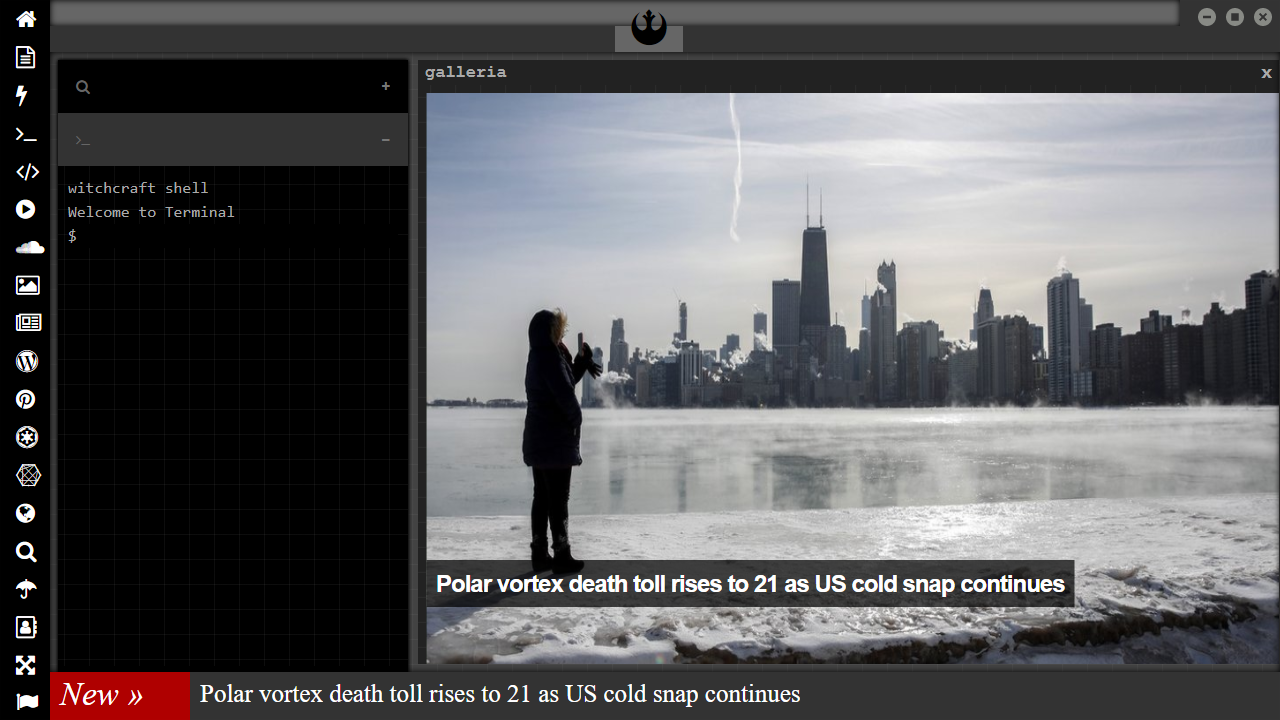 galleria
x
+
>_
−
witchcraft shell
Welcome to Terminal
$
Polar vortex death toll rises to 21 as US cold snap continues
New »
Polar vortex death toll rises to 21 as US cold snap continues